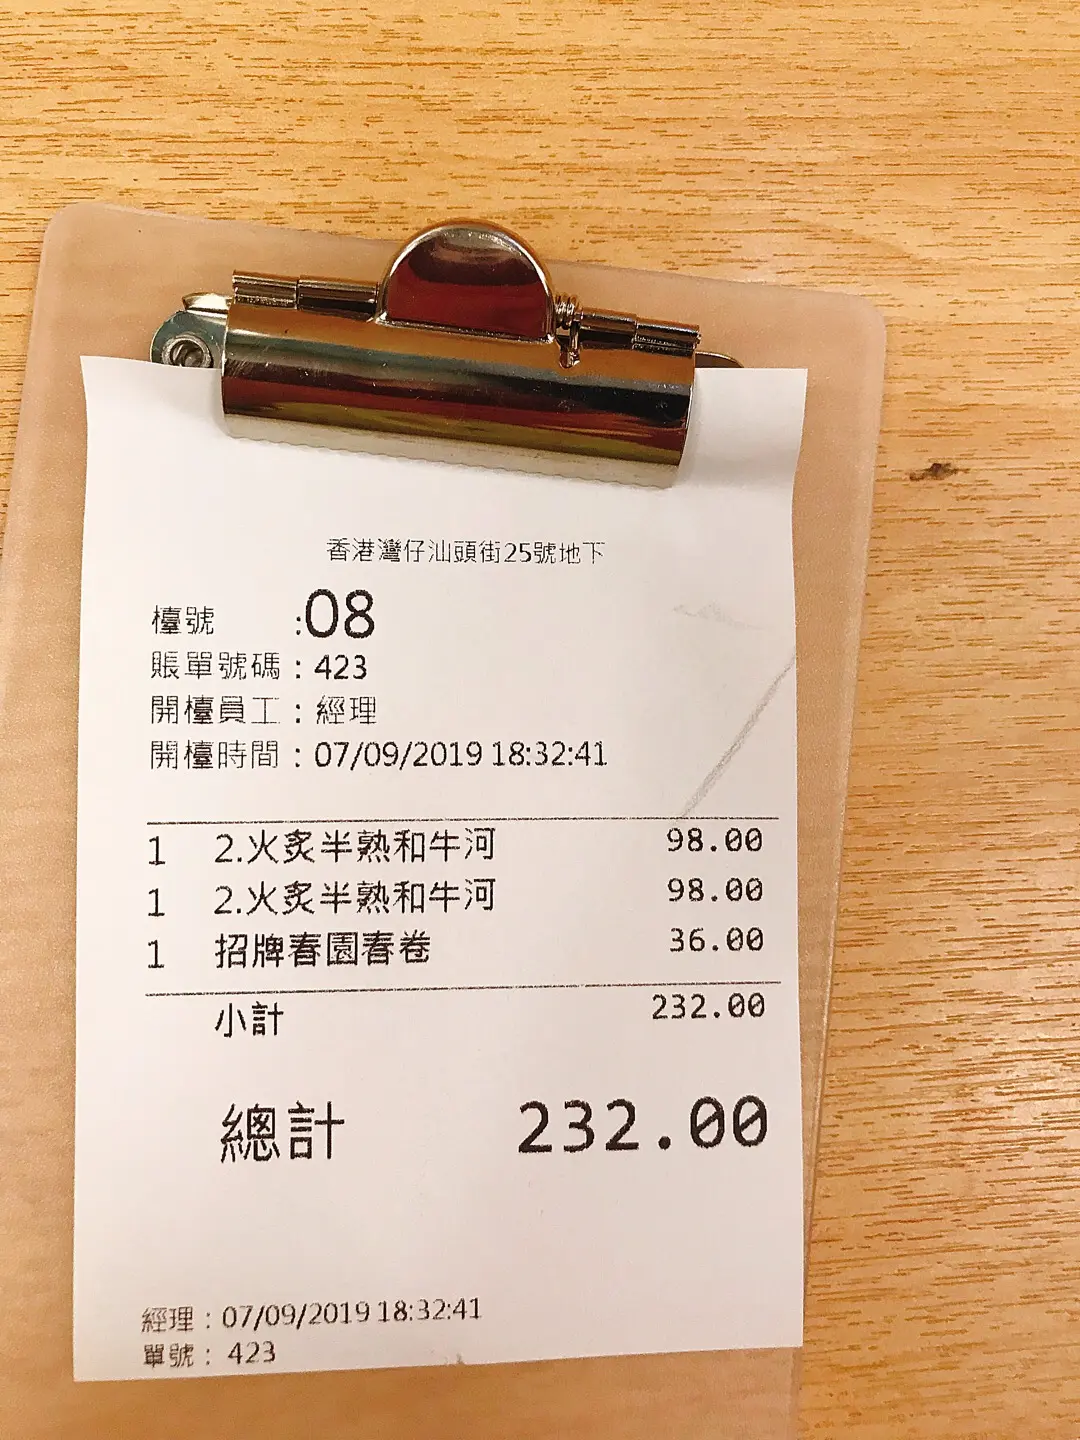 香港灣仔汕頭街25號地下
檯號 :08
賬單號碼 : 423
開檯員工 : 經理
開檯時間 : 07/09/2019 18:32:41
1 2.火炙半熟和牛河 98.00
1 2.火炙半熟和牛河 98.00
1 招牌春園春卷 36.00
小計 232.00
總計 232.00
經理 : 07/09/2019 18:32:41
單號 : 423